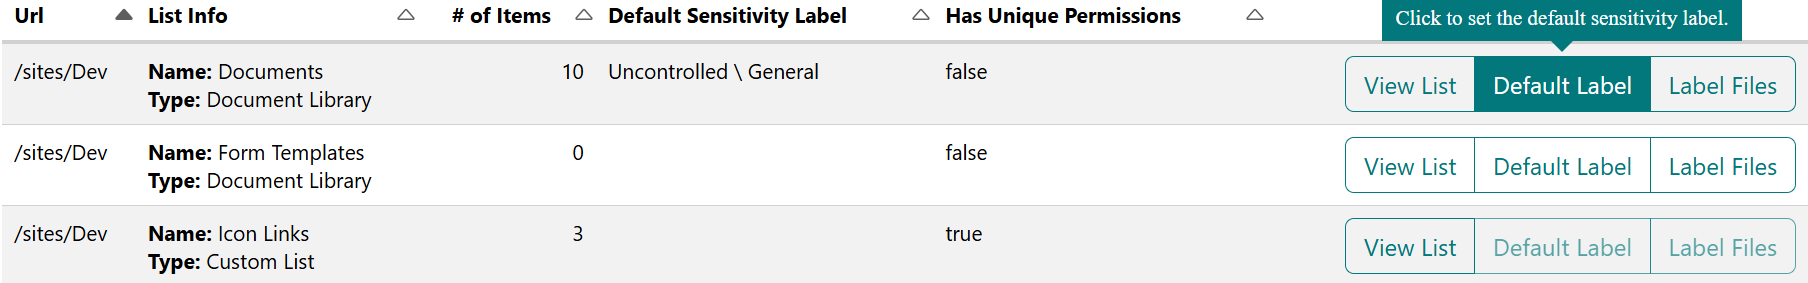 Click to set the default sensitivity label.
Url List Info # of Items Default Sensitivity Label Has Unique Permissions
/sites/Dev Name: Documents 10 Uncontrolled \ General false View List Default Label Label Files
Type: Document Library
/sites/Dev Name: Form Templates 0 false View List Default Label Label Files
Type: Document Library
/sites/Dev Name: Icon Links 3 true View List Default Label Label Files
Type: Custom List